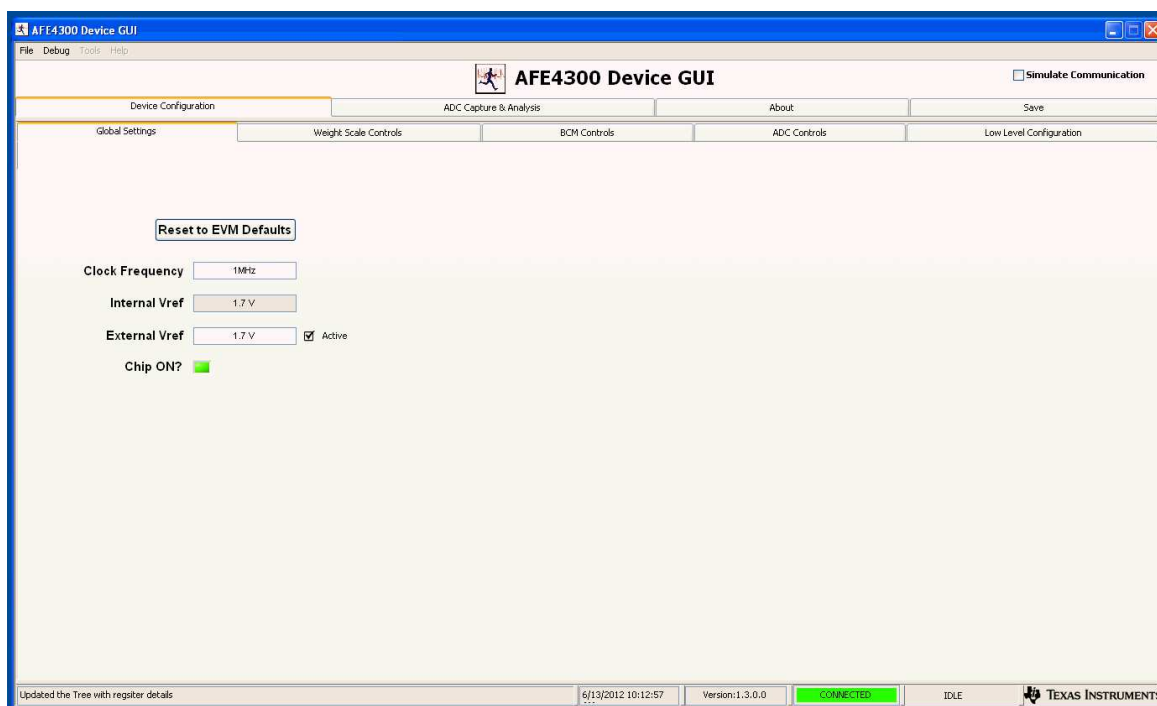 AFE4300 Device GUI
File Debug Tools Help
AFE4300 Device GUI
Simulate Communication
Device Configuration ADC Capture & Analysis About Save
Global Settings Weight Scale Controls BCM Controls ADC Controls Low Level Configuration
Reset to EVM Defaults
Clock Frequency 1MHz
Internal Vref 1.7 V
External Vref 1.7 V Active
Chip ON?
Updated the Tree with regsiter details 6/13/2012 10:12:57 Version:1.3.0.0 CONNECTED IDLE TEXAS INSTRUMENTS